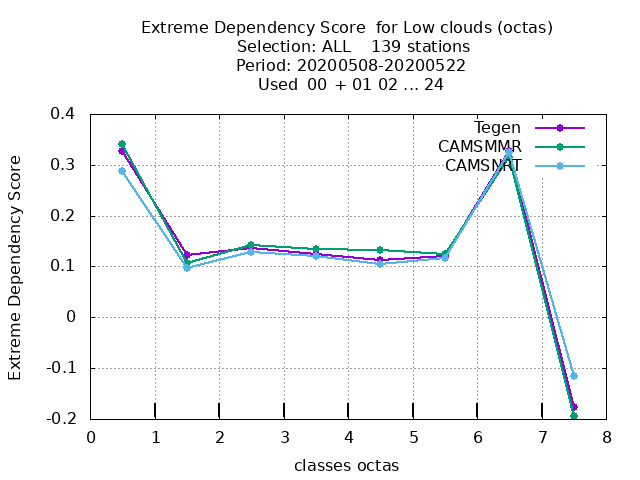 Extreme Dependency Score  for Low clouds (octas)
Selection: ALL    139 stations
Period: 20200508-20200522
Used  00 + 01 02 ... 24
Extreme Dependency Score
0.4
0.3
0.2
0.1
0
-0.1
-0.2
Tegen
CAMSMMR
CAMSNRT
0 1 2 3 4 5 6 7 8
classes octas